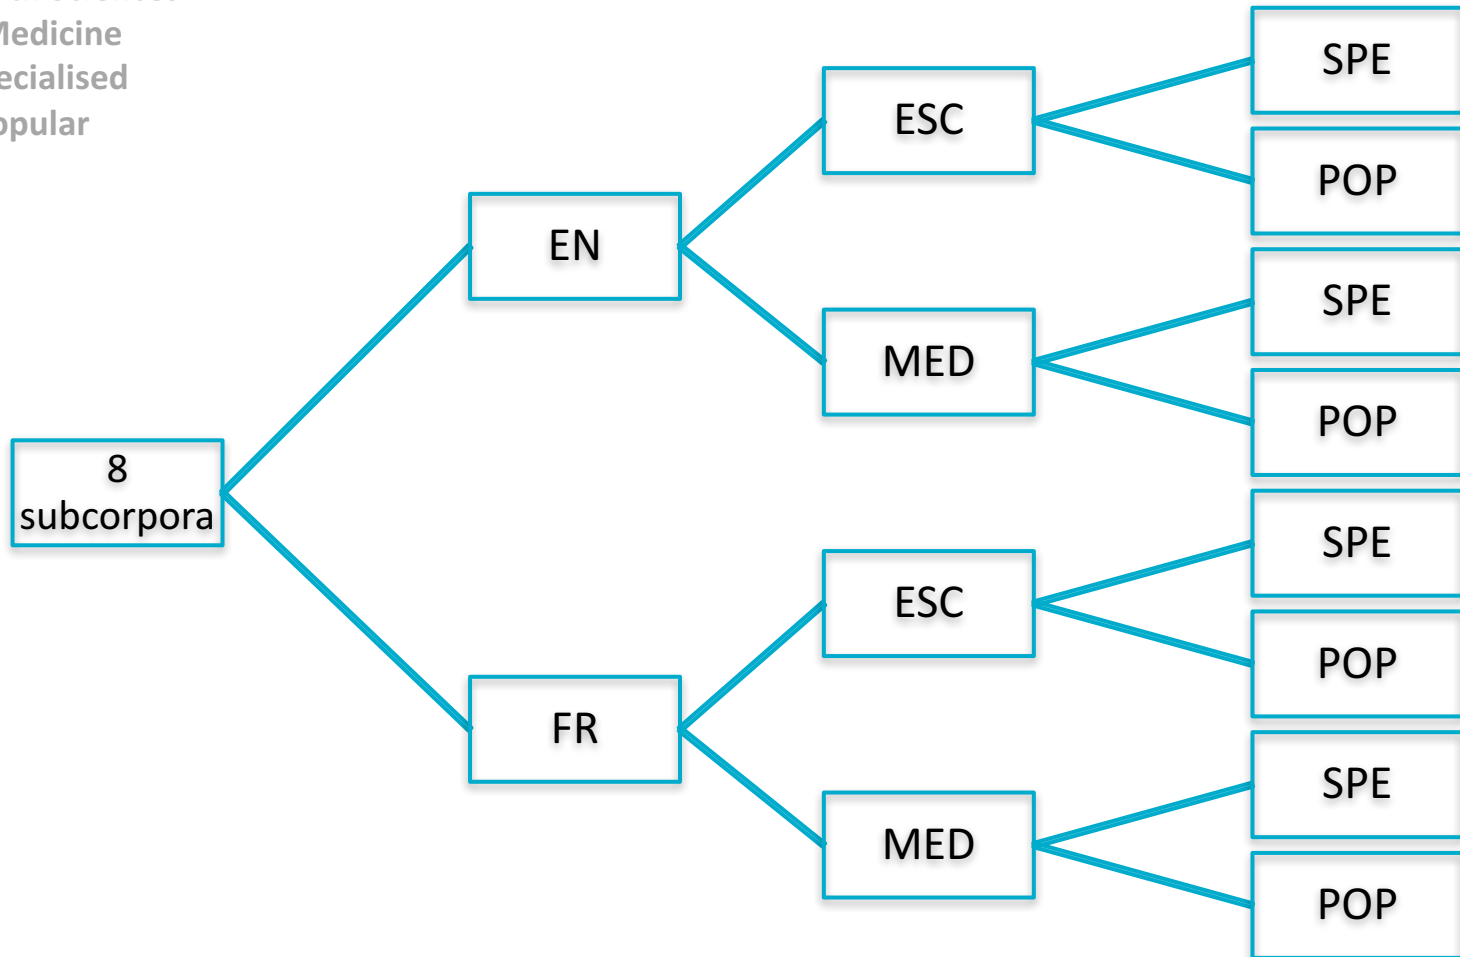 Medicine
ecialised
opular
SPE
ESC
POP
EN
SPE
MED
POP
8
subcorpora
SPE
ESC
POP
FR
SPE
MED
POP